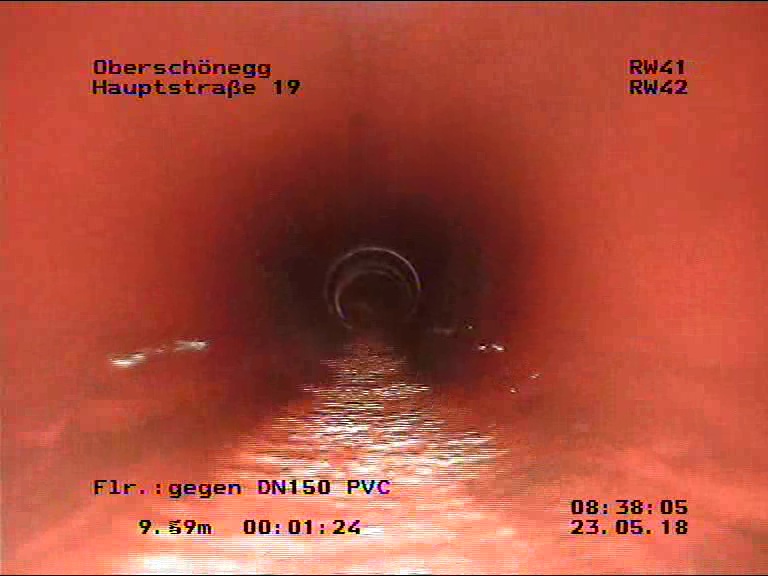 Oberschönegg
Hauptstraße 19
RW41
RW42
Flr.:gegen DN150 PVC
00:01:24
08:38:05
23.05.18